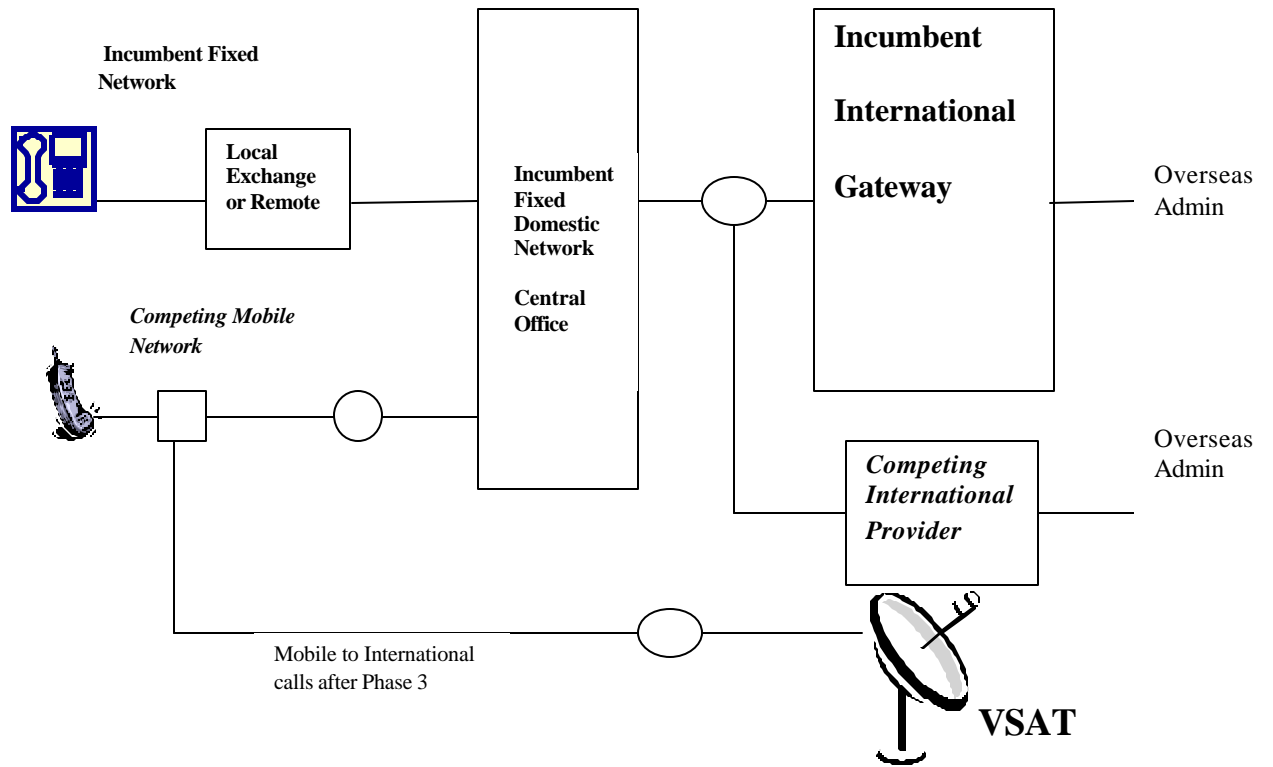 Incumbent Fixed
Network
Local
Exchange
or Remote
Incumbent
Fixed
Domestic
Network
Central
Office
Incumbent
International
Gateway
Overseas
Admin
Competing Mobile
Network
Competing
International
Provider
Overseas
Admin
Mobile to International
calls after Phase 3
VSAT